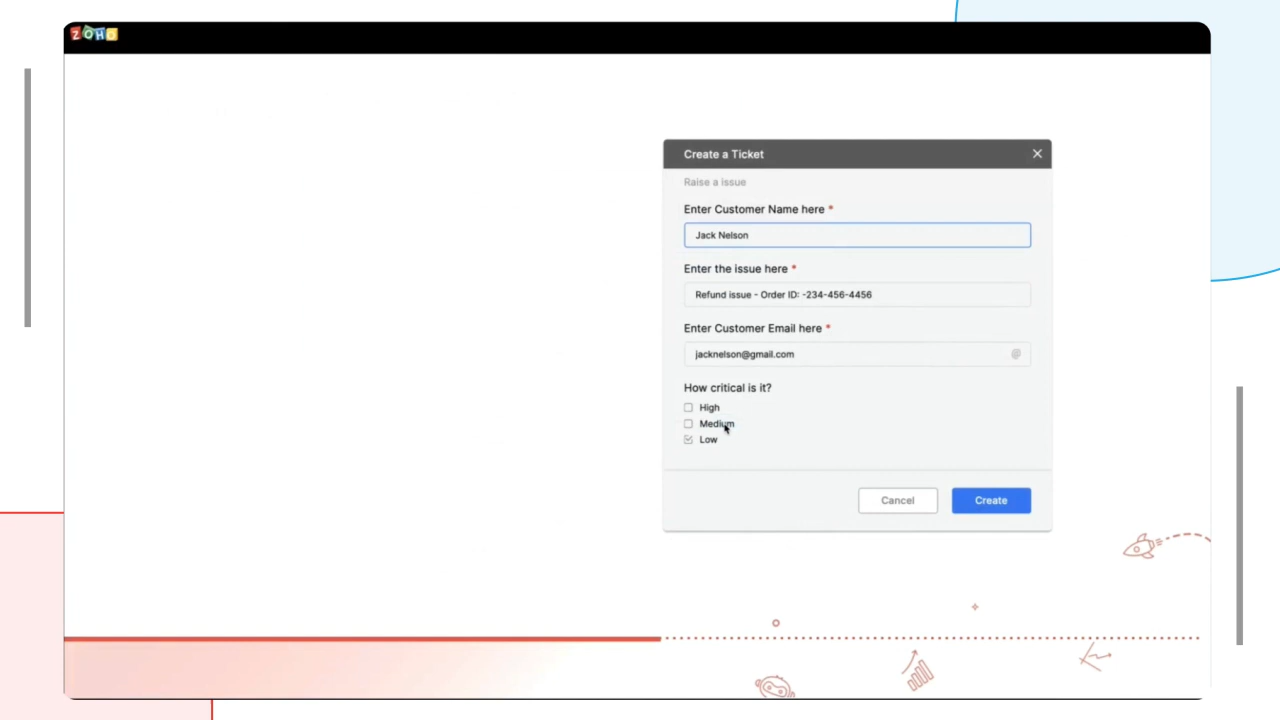 ZOHO
Create a Ticket
Raise a issue
Enter Customer Name here *
Jack Nelson
Enter the issue here *
Refund issue - Order ID: -234-456-4456
Enter Customer Email here *
jacknelson@gmail.com @
How critical is it?
High
Medium
Low
Cancel Create